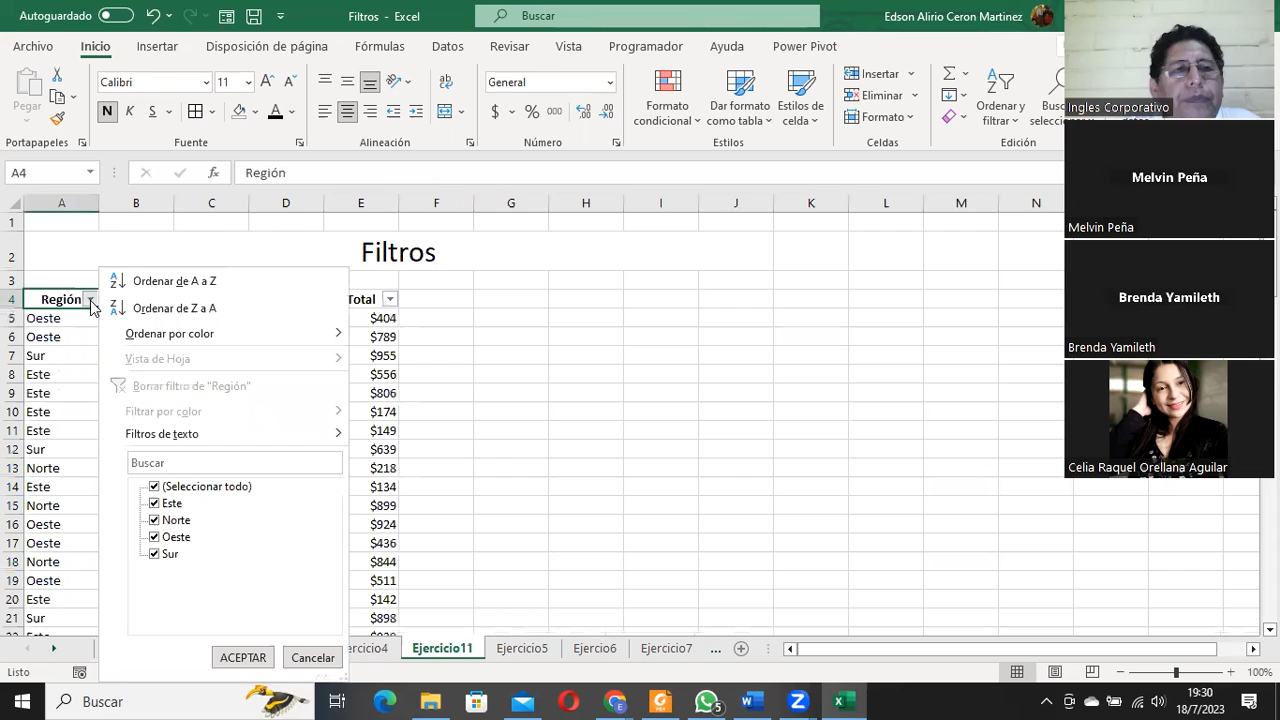 Autoguardado
Filtros - Excel
Buscar
Edson Alirio Ceron Martinez
Archivo Inicio Insertar Disposición de página Fórmulas Datos Revisar Vista Programador Ayuda Power Pivot
Pegar
Portapapeles
Calibri 11
N K S
Fuente
Alineación
General
$ % 000
Número
Formato condicional
Dar formato como tabla
Estilos de celda
Estilos
Insertar
Eliminar
Formato
Celdas
Ordenar y filtrar
Edición
A4
fx
Región
A B C D E F G H I J K L M N
1
2 Filtros
3
4 Región Total
5 Oeste $404
6 Oeste $789
7 Sur $955
8 Este $556
9 Este $806
10 Este $174
11 Este $149
12 Sur $639
13 Norte $218
14 Este $134
15 Norte $899
16 Oeste $924
17 Oeste $436
18 Norte $844
19 Oeste $511
20 Este $142
21 Sur $898
Ordenar de A a Z
Ordenar de Z a A
Ordenar por color
Vista de Hoja
Borrar filtro de "Región"
Filtrar por color
Filtros de texto
Buscar
(Seleccionar todo)
Este
Norte
Oeste
Sur
ACEPTAR Cancelar
Ejercicio11 Ejercicio5 Ejercio6 Ejercicio7 ...
Listo
100%
Buscar
5
19:30
18/7/2023
Ingles Corporativo
Melvin Peña
Melvin Peña
Brenda Yamileth
Brenda Yamileth
Celia Raquel Orellana Aguilar